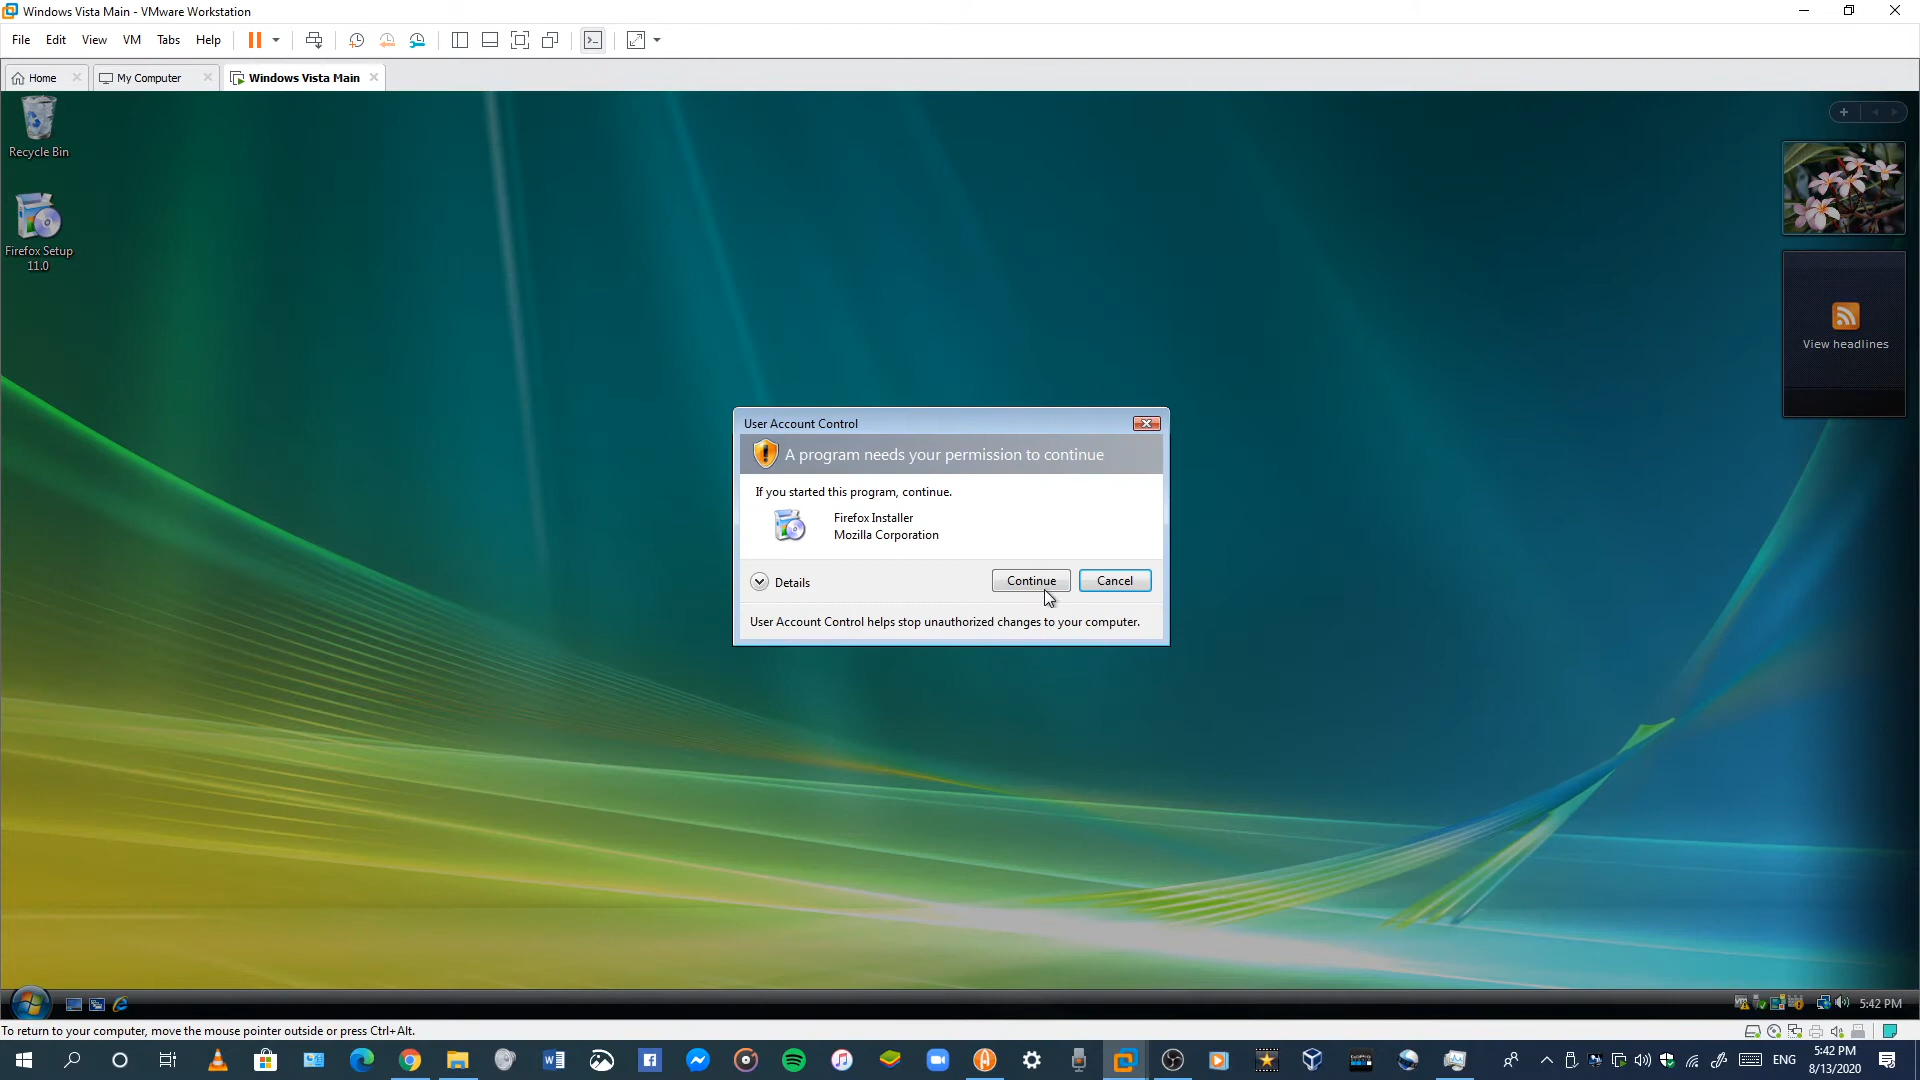 Windows Vista Main - VMware Workstation
File Edit View VM Tabs Help
Home My Computer Windows Vista Main
Recycle Bin
Firefox Setup
11.0
View headlines
User Account Control
A program needs your permission to continue
If you started this program, continue.
Firefox Installer
Mozilla Corporation
Details Continue Cancel
User Account Control helps stop unauthorized changes to your computer.
5:42 PM
To return to your computer, move the mouse pointer outside or press Ctrl+Alt.
ENG
5:42 PM
8/13/2020